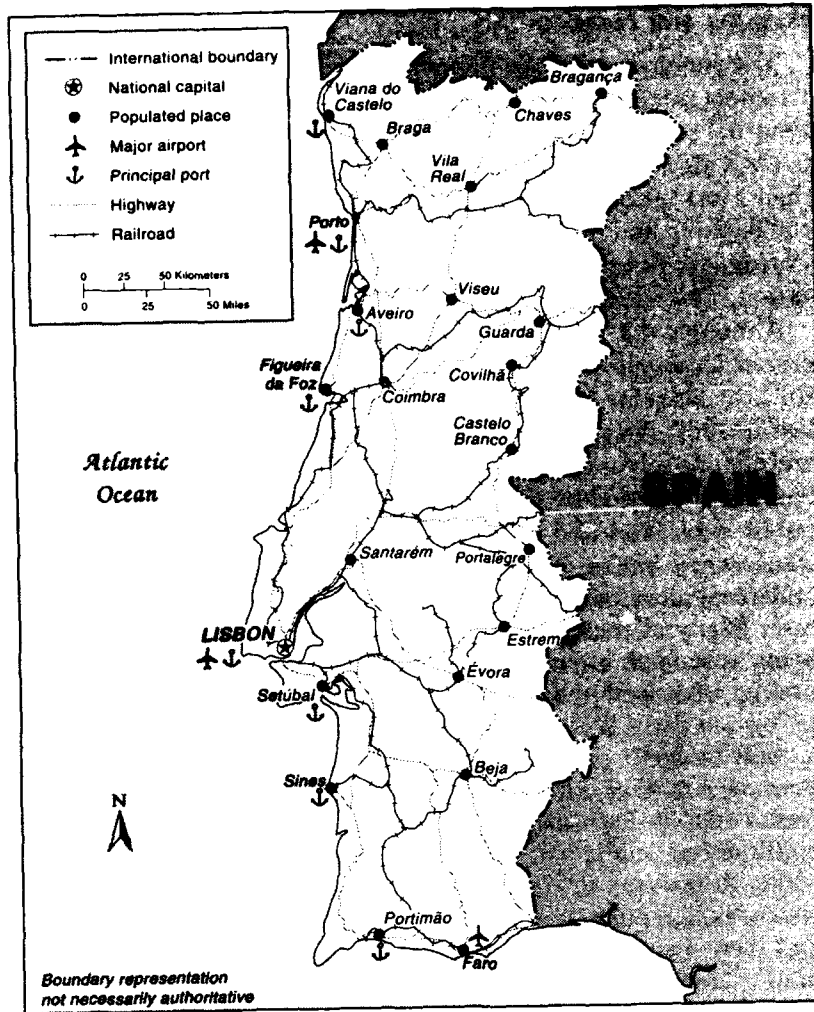 International boundary
National capital
Populated place
Major airport
Principal port
Highway
Railroad
0 25 50 Kilometers
0 25 50 Miles
Bragança
Viana do
Castelo
Chaves
Braga
Vila
Real
Porto
Viseu
Aveiro
Guarda
Figueira
da Foz
Covilhã
Coimbra
Castelo
Branco
Atlantic
Ocean
SPAIN
Santarém
Portalegre
LISBON
Estrem
Évora
Setúbal
Beja
Sines
N
Portimão
Faro
Boundary representation
not necessarily authoritative